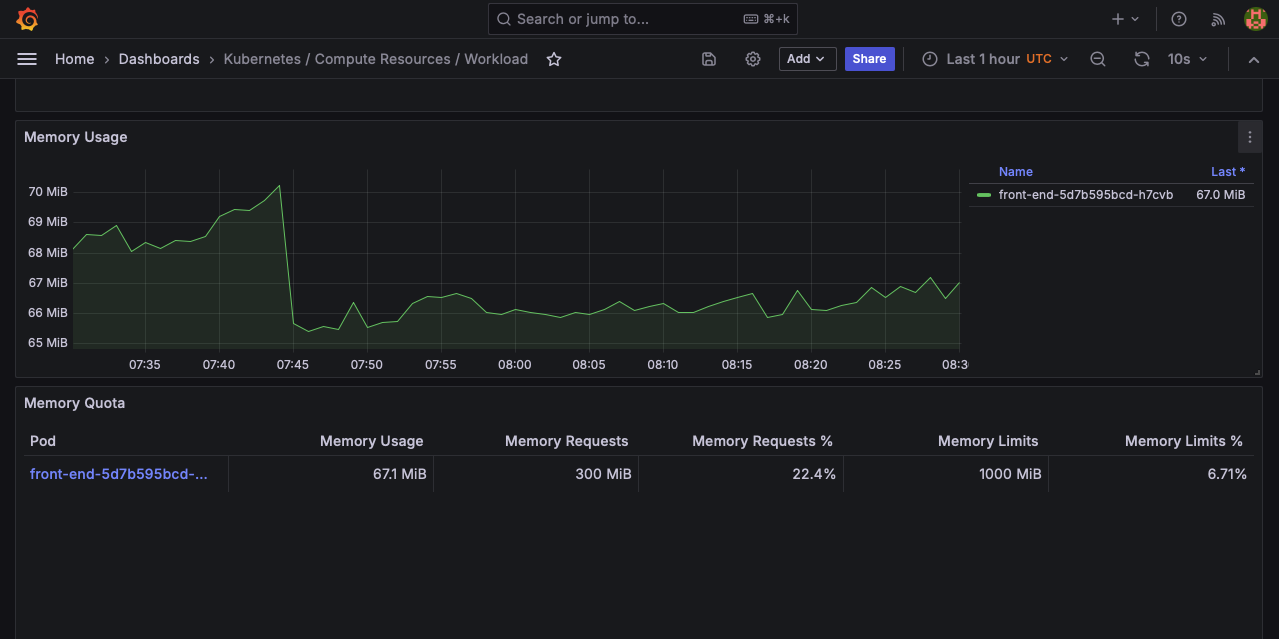 Search or jump to... ⌘+k
Home › Dashboards › Kubernetes / Compute Resources / Workload Add Share Last 1 hour UTC 10s
Memory Usage
Name Last *
front-end-5d7b595bcd-h7cvb 67.0 MiB
70 MiB
69 MiB
68 MiB
67 MiB
66 MiB
65 MiB
07:35 07:40 07:45 07:50 07:55 08:00 08:05 08:10 08:15 08:20 08:25 08:30
Memory Quota
Pod Memory Usage Memory Requests Memory Requests % Memory Limits Memory Limits %
front-end-5d7b595bcd-... 67.1 MiB 300 MiB 22.4% 1000 MiB 6.71%